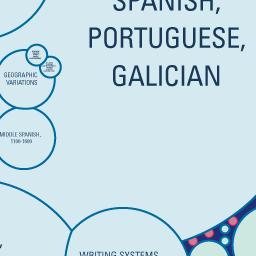 SPANISH,
PORTUGUESE,
GALICIAN
GEOGRAPHIC
VARIATIONS
MIDDLE SPANISH,
1100-1600
WRITING SYSTEMS